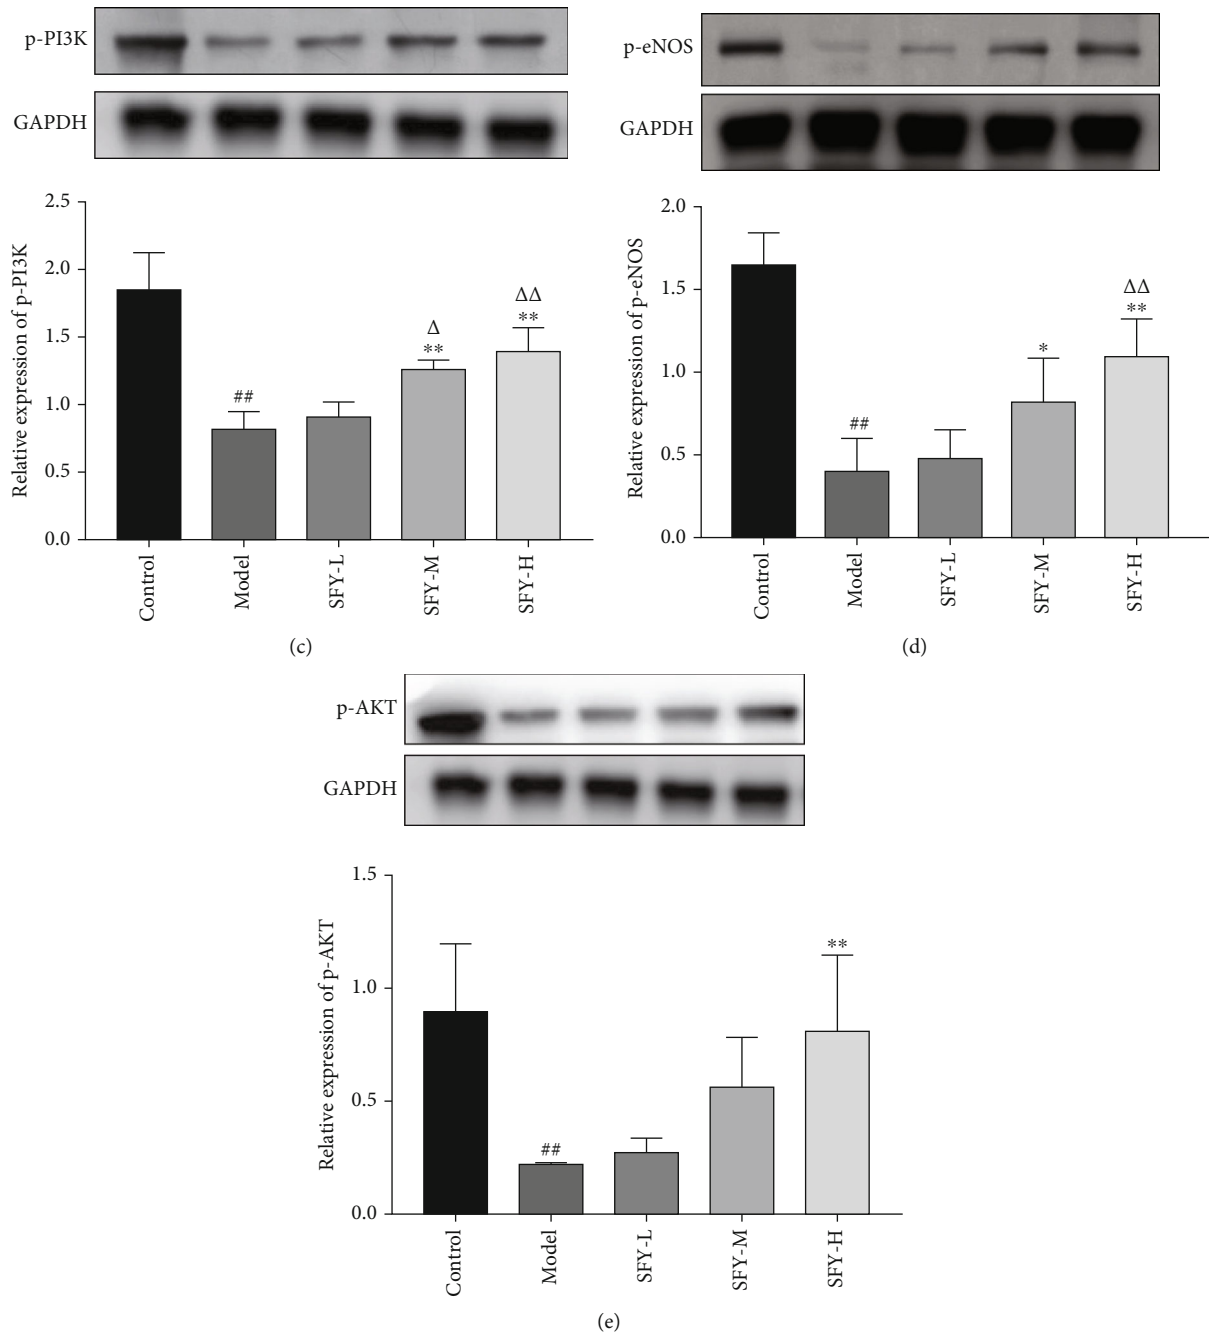 p-PI3K
GAPDH
Relative expression of p-PI3K
2.5
2.0
1.5
1.0
0.5
0.0
##
Δ
**
ΔΔ
**
Control
Model
SFY-L
SFY-M
SFY-H
(c)
p-eNOS
GAPDH
Relative expression of p-eNOS
2.0
1.5
1.0
0.5
0.0
##
*
ΔΔ
**
Control
Model
SFY-L
SFY-M
SFY-H
(d)
p-AKT
GAPDH
Relative expression of p-AKT
1.5
1.0
0.5
0.0
##
**
Control
Model
SFY-L
SFY-M
SFY-H
(e)